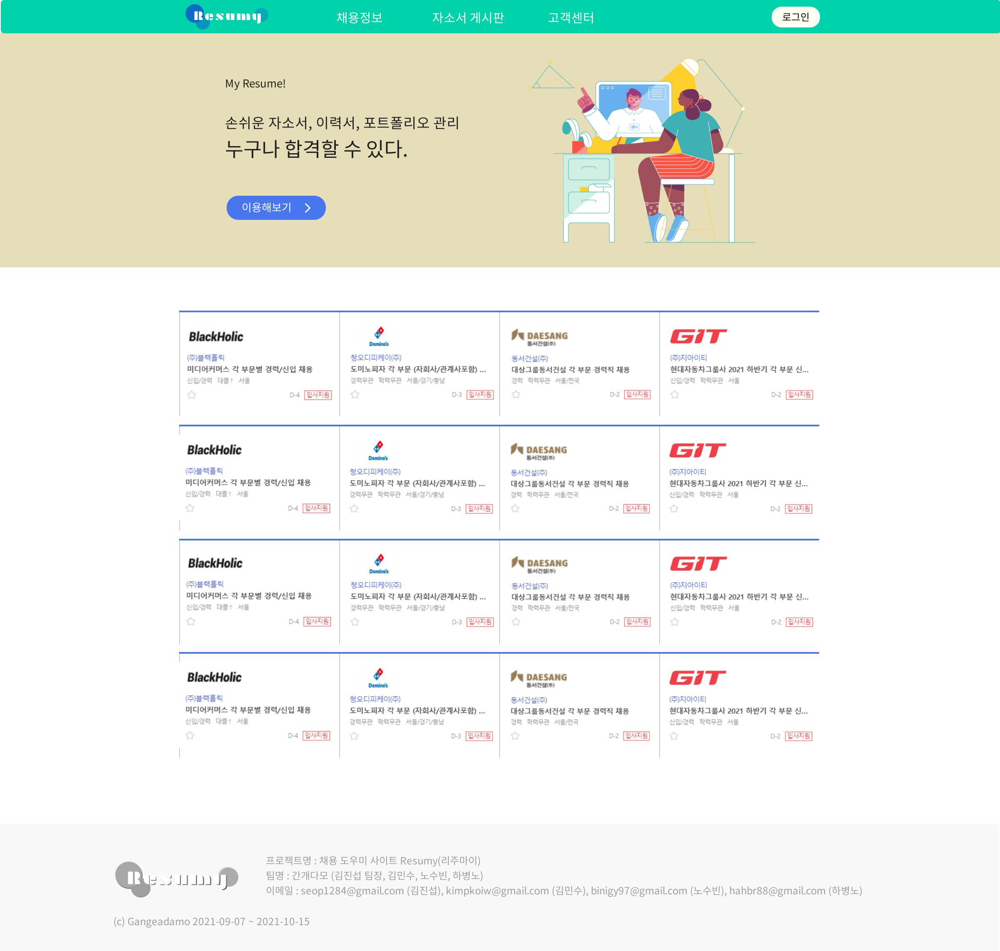 Resumy 채용정보 자소서 게시판 고객센터 로그인
My Resume!
손쉬운 자소서, 이력서, 포트폴리오 관리
누구나 합격할 수 있다.
이용해보기
BlackHolic
(주)블랙홀릭
미디어커머스 각 부문별 경력/신입 채용
신입/경력 대졸↑ 서울
D-4 입사지원
Domino's
청오디피케이(주)
도미노피자 각 부문 (자회사/관계사포함) ...
경력무관 학력무관 서울/경기/충남
D-3 입사지원
DAESANG
동서건설(주)
동서건설(주)
대상그룹동서건설 각 부문 경력직 채용
경력 학력무관 서울/전국
D-2 입사지원
GIT
(주)지아이티
현대자동차그룹사 2021 하반기 각 부문 신...
신입/경력 학력무관 서울
D-2 입사지원
BlackHolic
(주)블랙홀릭
미디어커머스 각 부문별 경력/신입 채용
신입/경력 대졸↑ 서울
D-4 입사지원
Domino's
청오디피케이(주)
도미노피자 각 부문 (자회사/관계사포함) ...
경력무관 학력무관 서울/경기/충남
D-3 입사지원
DAESANG
동서건설(주)
동서건설(주)
대상그룹동서건설 각 부문 경력직 채용
경력 학력무관 서울/전국
D-2 입사지원
GIT
(주)지아이티
현대자동차그룹사 2021 하반기 각 부문 신...
신입/경력 학력무관 서울
D-2 입사지원
BlackHolic
(주)블랙홀릭
미디어커머스 각 부문별 경력/신입 채용
신입/경력 대졸↑ 서울
D-4 입사지원
Domino's
청오디피케이(주)
도미노피자 각 부문 (자회사/관계사포함) ...
경력무관 학력무관 서울/경기/충남
D-3 입사지원
DAESANG
동서건설(주)
동서건설(주)
대상그룹동서건설 각 부문 경력직 채용
경력 학력무관 서울/전국
D-2 입사지원
GIT
(주)지아이티
현대자동차그룹사 2021 하반기 각 부문 신...
신입/경력 학력무관 서울
D-2 입사지원
BlackHolic
(주)블랙홀릭
미디어커머스 각 부문별 경력/신입 채용
신입/경력 대졸↑ 서울
D-4 입사지원
Domino's
청오디피케이(주)
도미노피자 각 부문 (자회사/관계사포함) ...
경력무관 학력무관 서울/경기/충남
D-3 입사지원
DAESANG
동서건설(주)
동서건설(주)
대상그룹동서건설 각 부문 경력직 채용
경력 학력무관 서울/전국
D-2 입사지원
GIT
(주)지아이티
현대자동차그룹사 2021 하반기 각 부문 신...
신입/경력 학력무관 서울
D-2 입사지원
Resumy
프로젝트명 : 채용 도우미 사이트 Resumy(리주마이)
팀명 : 간개다모 (김진섭 팀장, 김민수, 노수빈, 하병노)
이메일 : seop1284@gmail.com (김진섭), kimpkoiw@gmail.com (김민수), binigy97@gmail.com (노수빈), hahbr88@gmail.com (하병노)
(c) Gangeadamo 2021-09-07 ~ 2021-10-15